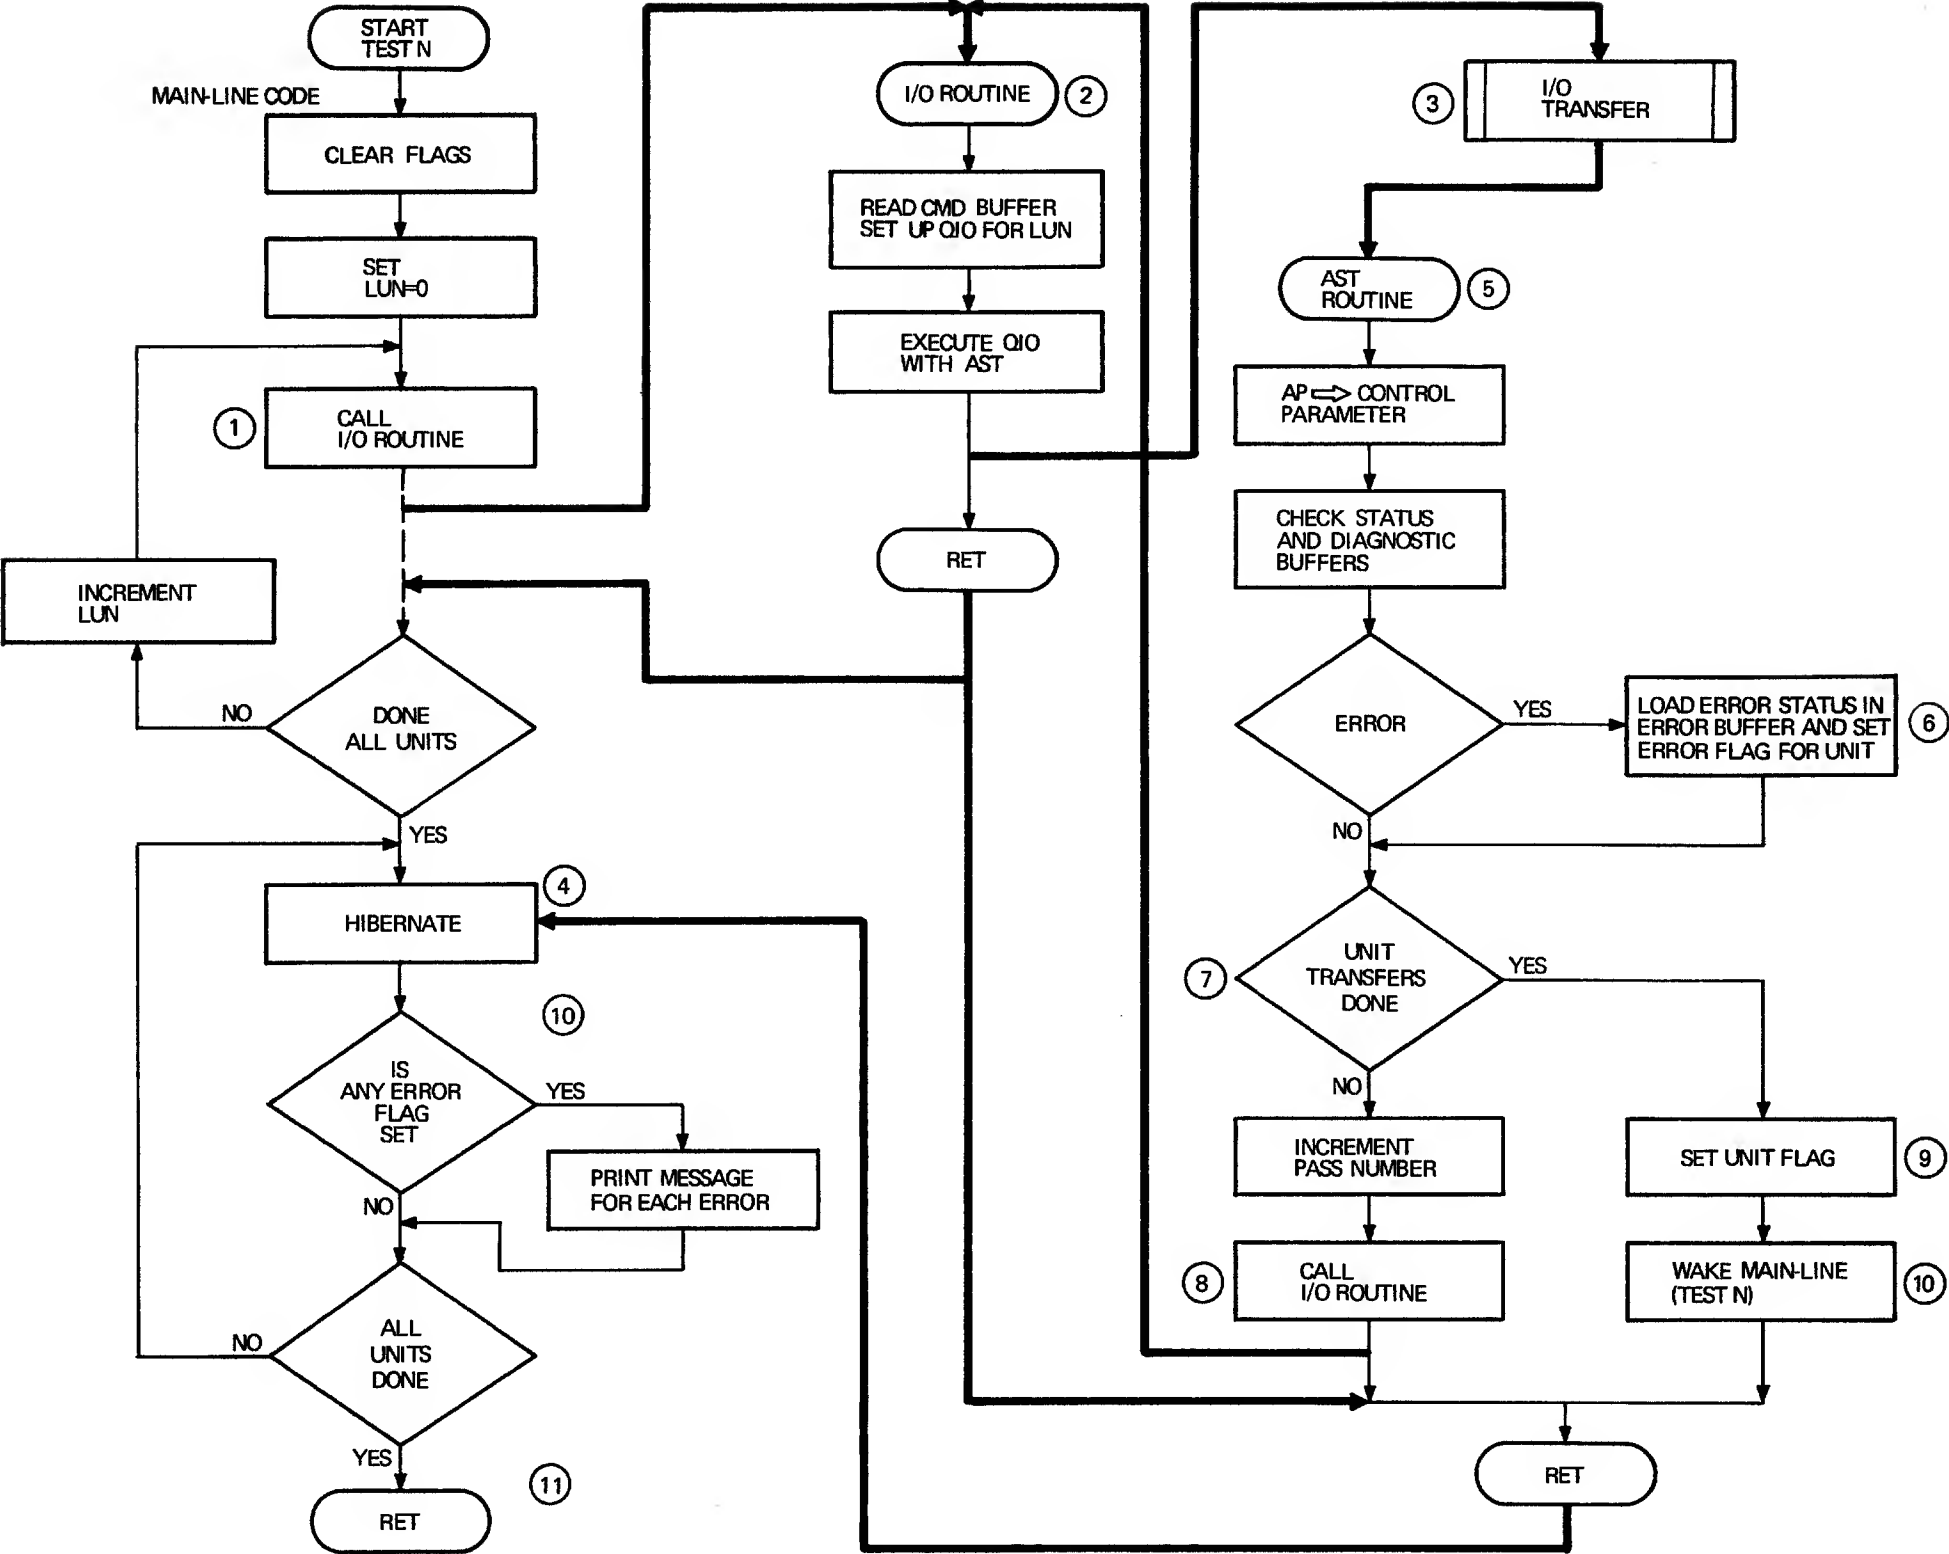 START
TEST N
MAIN-LINE CODE
CLEAR FLAGS
SET
LUN=0
1
CALL
I/O ROUTINE
INCREMENT
LUN
NO
DONE
ALL UNITS
YES
4
HIBERNATE
10
IS
ANY ERROR
FLAG
SET
YES
PRINT MESSAGE
FOR EACH ERROR
NO
ALL
UNITS
DONE
NO
YES
11
RET
I/O ROUTINE
2
READ CMD BUFFER
SET UP QIO FOR LUN
EXECUTE QIO
WITH AST
RET
3
I/O
TRANSFER
AST
ROUTINE
5
AP⇨CONTROL
PARAMETER
CHECK STATUS
AND DIAGNOSTIC
BUFFERS
ERROR
YES
LOAD ERROR STATUS IN
ERROR BUFFER AND SET
ERROR FLAG FOR UNIT
6
NO
7
UNIT
TRANSFERS
DONE
YES
NO
INCREMENT
PASS NUMBER
SET UNIT FLAG
9
8
CALL
I/O ROUTINE
WAKE MAIN-LINE
(TEST N)
10
RET